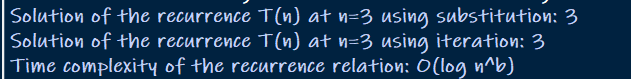 Solution of the recurrence T(n) at n=3 using substitution: 3
Solution of the recurrence T(n) at n=3 using iteration: 3
Time complexity of the recurrence relation: O(log n^b)